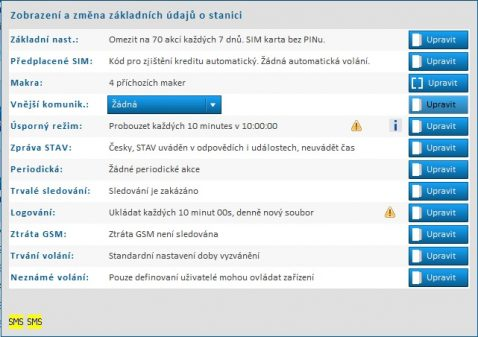 Zobrazení a změna základních údajů o stanici
Základní nast.: Omezit na 70 akci každých 7 dnů. SIM karta bez PINu. Upravit
Předplacené SIM: Kód pro zjištění kreditu automatický. Žádná automatická volání. Upravit
Makra: 4 příchozích maker Upravit
Vnější komunik.: Žádná Upravit
Úsporný režim: Probouzet každých 10 minutes v 10:00:00 Upravit
Zpráva STAV: Česky, STAV uváděn v odpovědích i událostech, neuvádět čas Upravit
Periodická: Žádné periodické akce Upravit
Trvalé sledování: Sledování je zakázáno Upravit
Logování: Ukládat každých 10 minut 00s, denně nový soubor Upravit
Ztráta GSM: Ztráta GSM není sledována Upravit
Trvání volání: Standardní nastavení doby vyzvánění Upravit
Neznámé volání: Pouze definovaní uživatelé mohou ovládat zařízení Upravit
SMS SMS